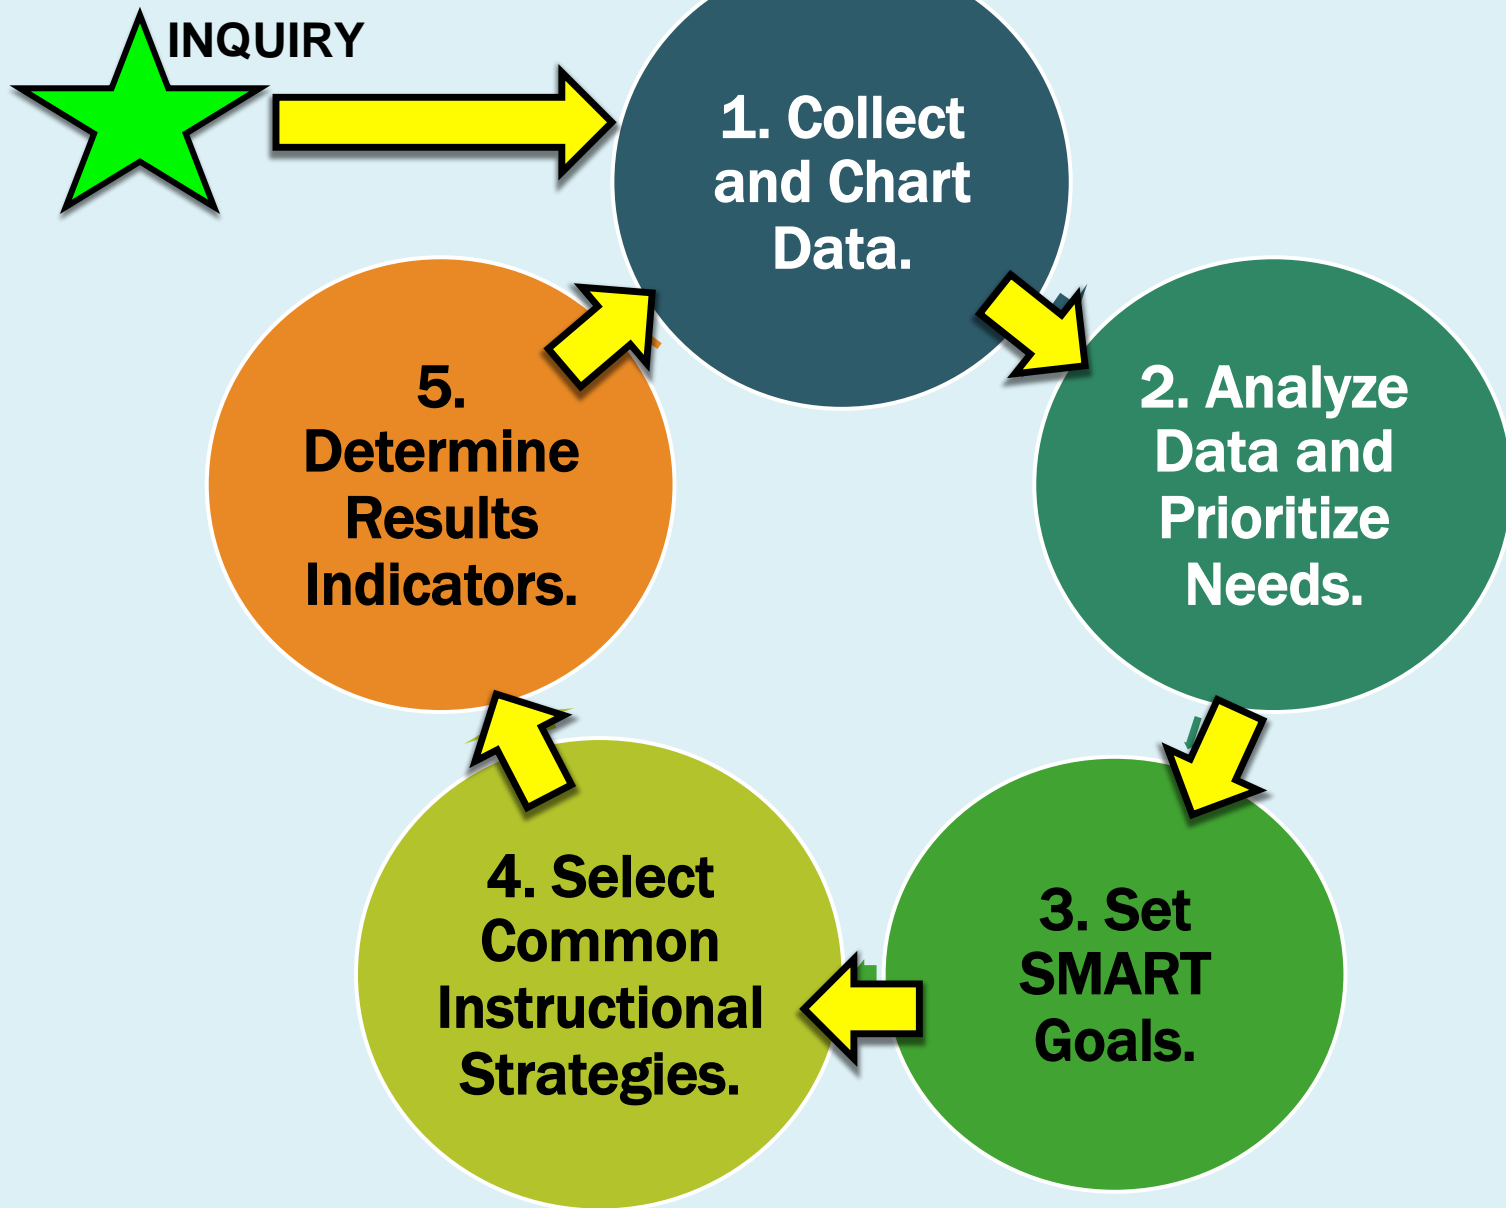 INQUIRY
1. Collect
and Chart
Data.
2. Analyze
Data and
Prioritize
Needs.
3. Set
SMART
Goals.
4. Select
Common
Instructional
Strategies.
5.
Determine
Results
Indicators.